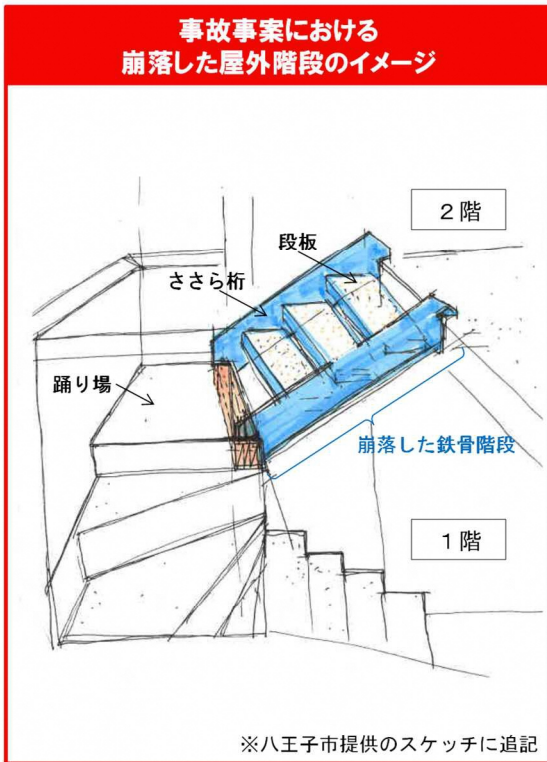 事故事案における
崩落した屋外階段のイメージ
２階
段板
ささら桁
踊り場
崩落した鉄骨階段
１階
※八王子市提供のスケッチに追記